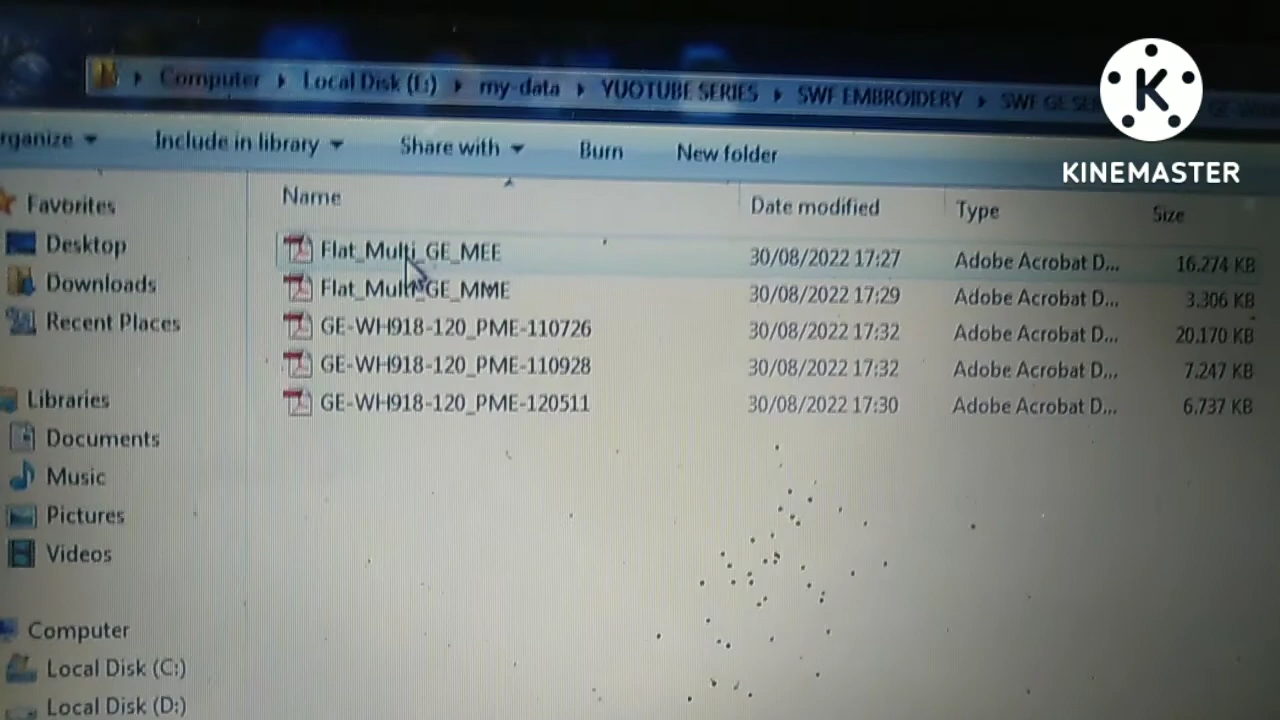 Computer Local Disk (L:) my-data YUOTUBE SERIES SWF EMBROIDERY SWF GE
K
KINEMASTER
rganize Include in library Share with Burn New folder
Favorites
Desktop
Downloads
Recent Places
Libraries
Documents
Music
Pictures
Videos
Computer
Local Disk (C:)
Local Disk (D:)
Name Date modified Type Size
Flat_Multi_GE_MEE 30/08/2022 17:27 Adobe Acrobat D... 16.274 KB
Flat_Multi_GE_MME 30/08/2022 17:29 Adobe Acrobat D... 3.306 KB
GE-WH918-120_PME-110726 30/08/2022 17:32 Adobe Acrobat D... 20.170 KB
GE-WH918-120_PME-110928 30/08/2022 17:32 Adobe Acrobat D... 7.247 KB
GE-WH918-120_PME-120511 30/08/2022 17:30 Adobe Acrobat D... 6.737 KB